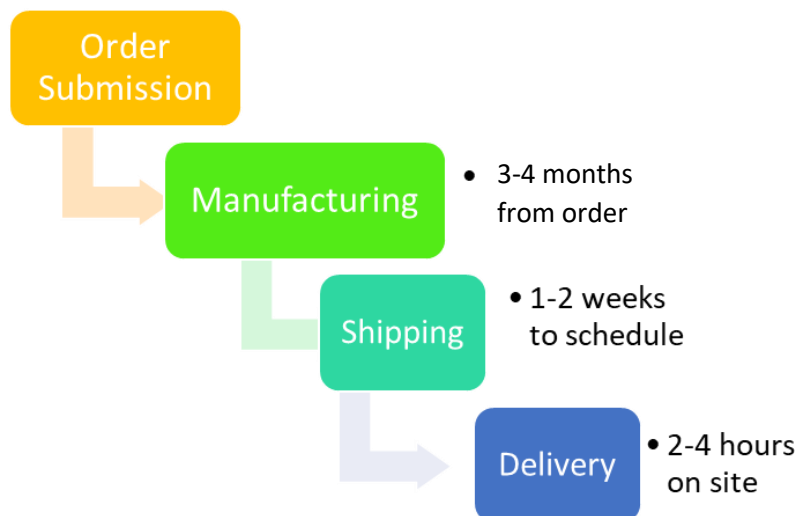 Order
Submission
Manufacturing
• 3-4 months
from order
Shipping
• 1-2 weeks
to schedule
Delivery
• 2-4 hours
on site